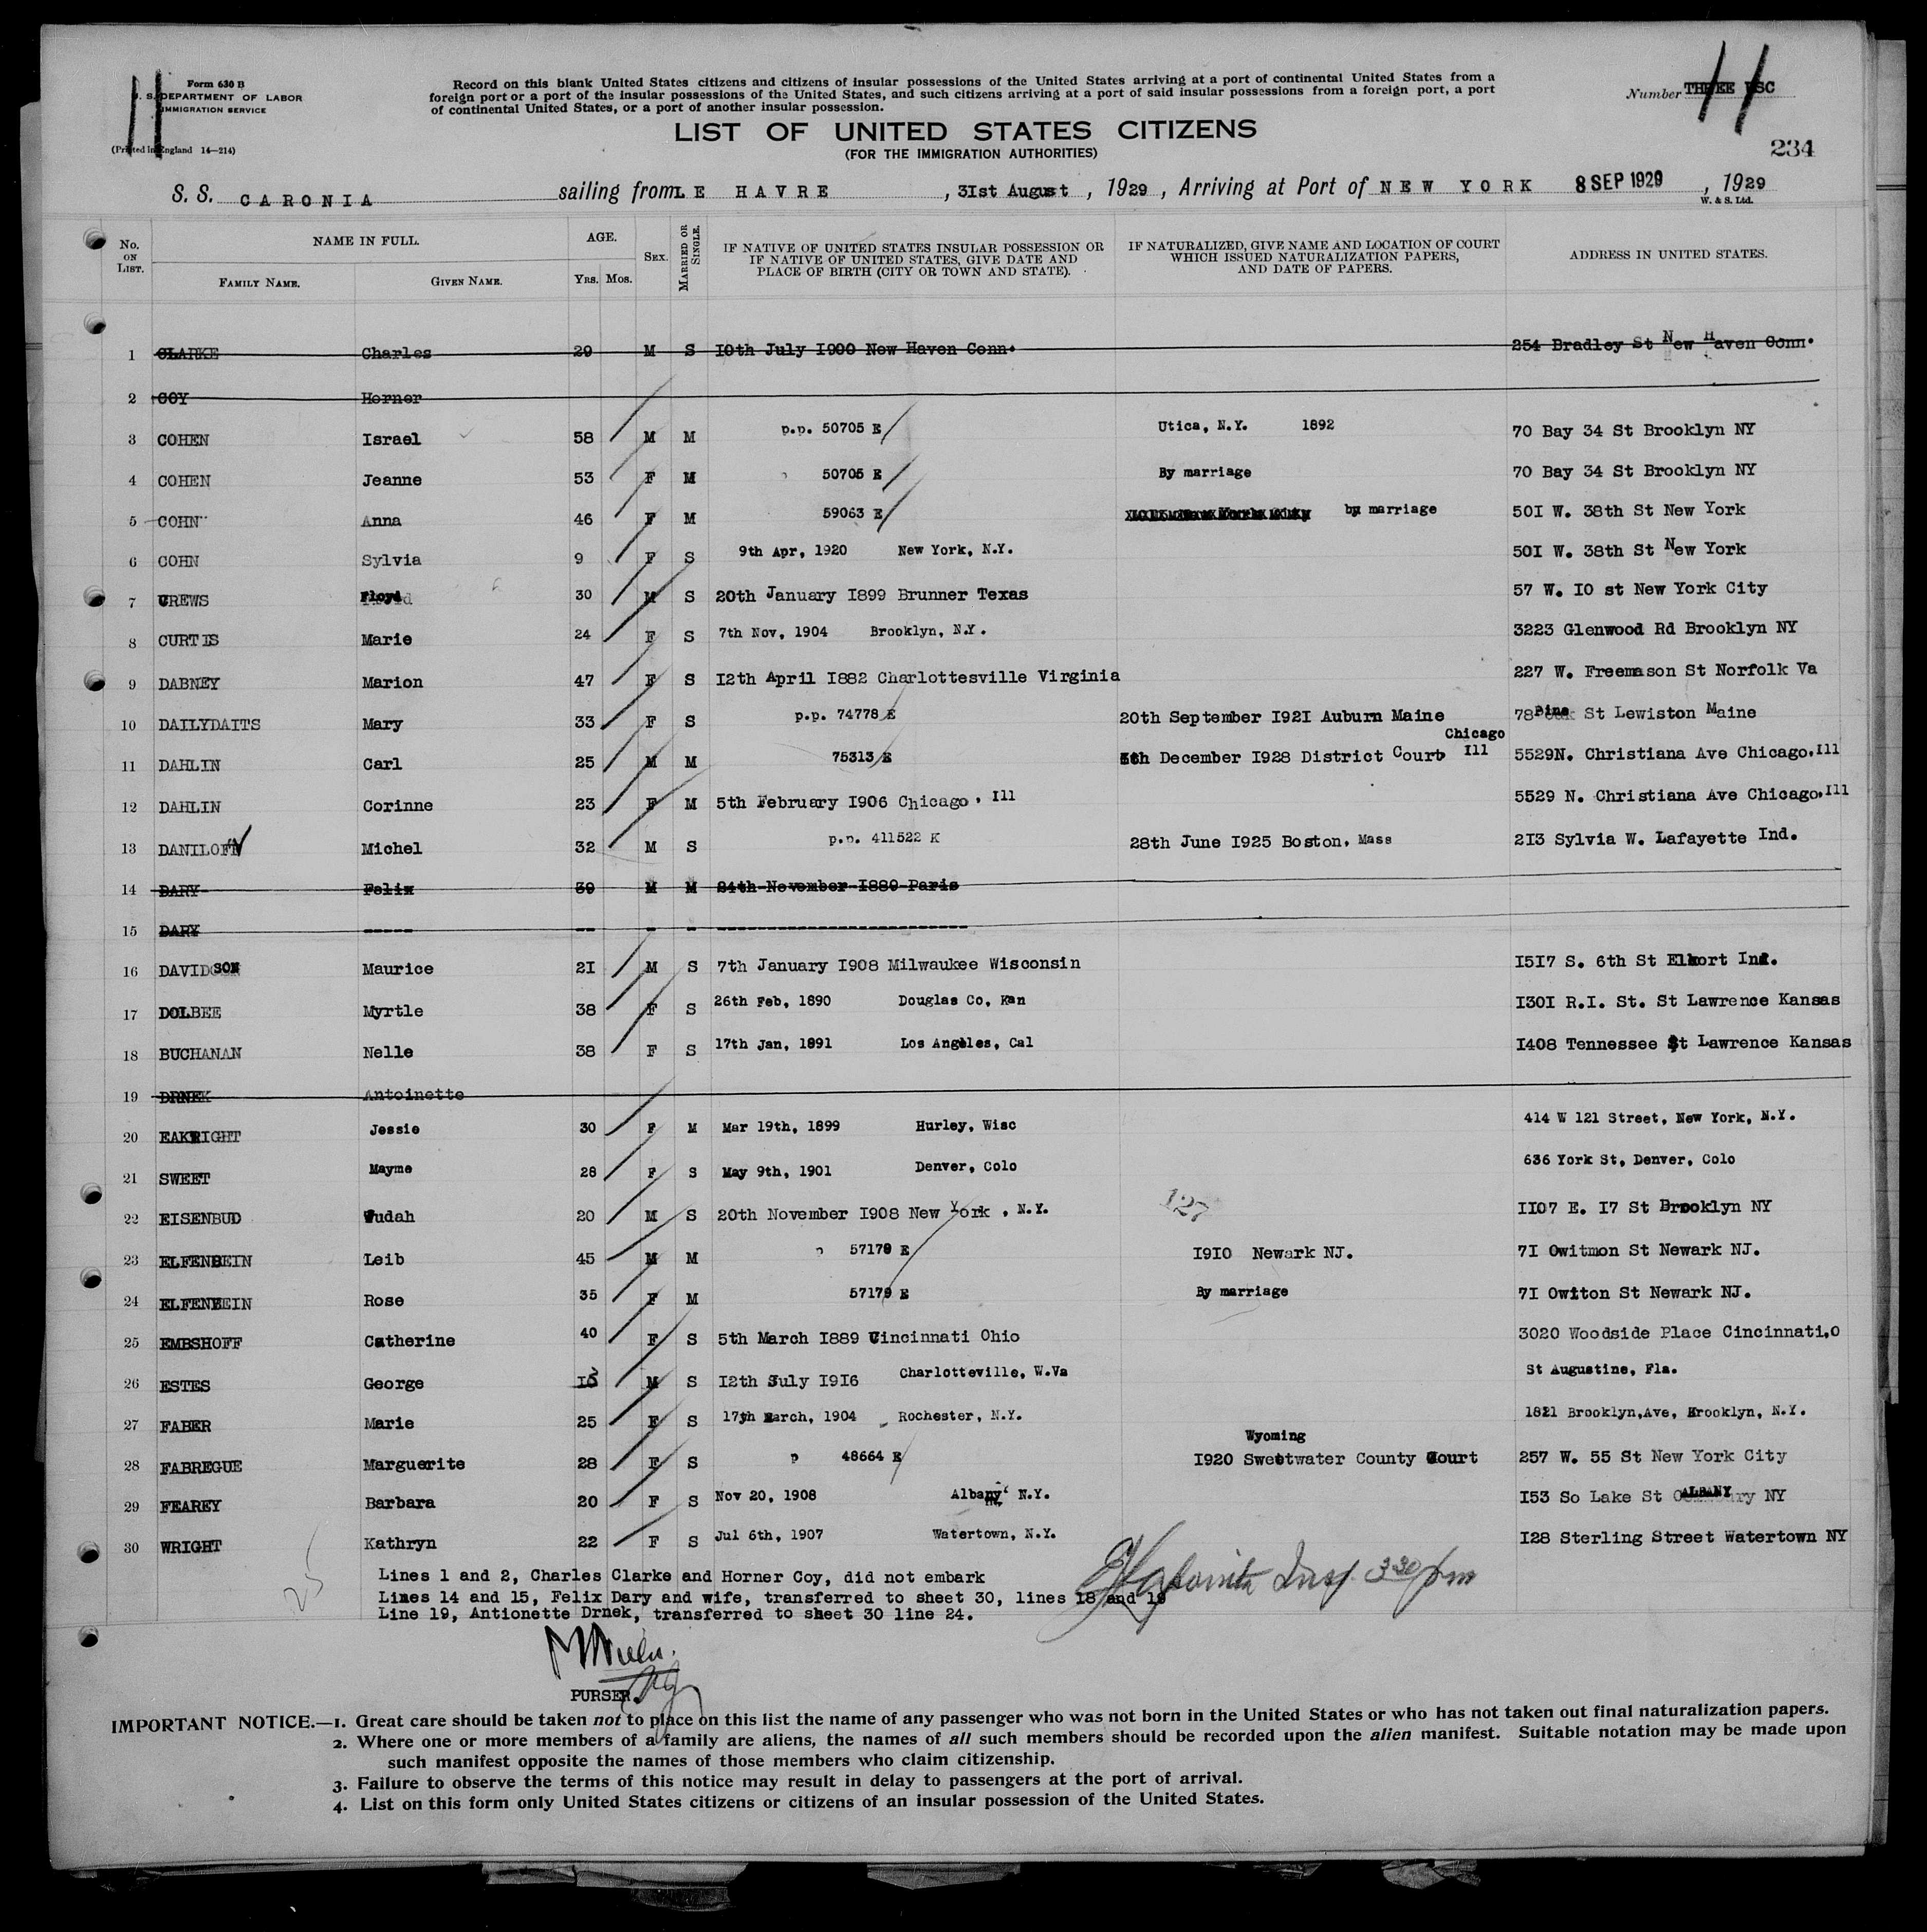 Form 630 B
U. S. DEPARTMENT OF LABOR
IMMIGRATION SERVICE
(Printed in England 14—214)
11
Record on this blank United States citizens and citizens of insular possessions of the United States arriving at a port of continental United States from a
foreign port or a port of the insular possessions of the United States, and such citizens arriving at a port of said insular possessions from a foreign port, a port
of continental United States, or a port of another insular possession.
Number THREE USC
11
LIST OF UNITED STATES CITIZENS
(FOR THE IMMIGRATION AUTHORITIES)
234
S. S. CARONIA sailing from LE HAVRE, 31st August, 1929, Arriving at Port of NEW YORK 8 SEP 1929, 1929
W. & S. Ltd.
No. ON LIST. NAME IN FULL. FAMILY NAME. GIVEN NAME. AGE. YRS. MOS. SEX. MARRIED OR SINGLE. IF NATIVE OF UNITED STATES INSULAR POSSESSION OR IF NATIVE OF UNITED STATES, GIVE DATE AND PLACE OF BIRTH (CITY OR TOWN AND STATE). IF NATURALIZED, GIVE NAME AND LOCATION OF COURT WHICH ISSUED NATURALIZATION PAPERS, AND DATE OF PAPERS. ADDRESS IN UNITED STATES.
1 CLARKE Charles 29 M S 10th July 1900 New Haven Conn. 254 Bradley St New Haven Conn.
2 COY Horner
3 COHEN Israel 58 M M p.p. 50705 E Utica, N.Y. 1892 70 Bay 34 St Brooklyn NY
4 COHEN Jeanne 53 F M 50705 E By marriage 70 Bay 34 St Brooklyn NY
5 COHN Anna 46 F M 59063 E by marriage 501 W. 38th St New York
6 COHN Sylvia 9 F S 9th Apr, 1920 New York, N.Y. 501 W. 38th St New York
7 CREWS Floyd 30 M S 20th January 1899 Brunner Texas 57 W. 10 st New York City
8 CURTIS Marie 24 F S 7th Nov, 1904 Brooklyn, N.Y. 3223 Glenwood Rd Brooklyn NY
9 DABNEY Marion 47 F S 12th April 1882 Charlottesville Virginia 227 W. Freemason St Norfolk Va
10 DAILYDAITS Mary 33 F S p.p. 74778 E 20th September 1921 Auburn Maine 78 Pine St Lewiston Maine
11 DAHLIN Carl 25 M M 75313 E 5th December 1928 District Court Chicago Ill 5529N. Christiana Ave Chicago.Ill
12 DAHLIN Corinne 23 F M 5th February 1906 Chicago, Ill 5529 N. Christiana Ave Chicago.Ill
13 DANILOFF Michel 32 M S p.p. 411522 K 28th June 1925 Boston, Mass 213 Sylvia W. Lafayette Ind.
14 DARY Felix 39 M M 24th November 1889 Paris
15 DARY ----- -- - - -----------------------
16 DAVIDSON Maurice 21 M S 7th January 1908 Milwaukee Wisconsin 1517 S. 6th St Elkort Ind.
17 DOLBEE Myrtle 38 F S 26th Feb, 1890 Douglas Co, Kan 1301 R.I. St. St Lawrence Kansas
18 BUCHANAN Nelle 38 F S 17th Jan, 1891 Los Angeles, Cal 1408 Tennessee St Lawrence Kansas
19 DRNEK Antoinette
20 EAKRIGHT Jessie 30 F M Mar 19th, 1899 Hurley, Wisc 414 W 121 Street, New York, N.Y.
21 SWEET Mayme 28 F S May 9th, 1901 Denver, Colo 636 York St, Denver, Colo
22 EISENBUD Judah 20 M S 20th November 1908 New York, N.Y. 127 1107 E. 17 St Brooklyn NY
23 ELFENBEIN Leib 45 M M p 57179 E 1910 Newark NJ. 71 Owitmon St Newark NJ.
24 ELFENBEIN Rose 35 F M 57179 E By marriage 71 Owiton St Newark NJ.
25 EMBSHOFF Catherine 40 F S 5th March 1889 Cincinnati Ohio 3020 Woodside Place Cincinnati,O
26 ESTES George 13 M S 12th July 1916 Charlotteville, W.Va St Augustine, Fla.
27 FABER Marie 25 F S 17th March, 1904 Rochester, N.Y. 1821 Brooklyn,Ave, Brooklyn, N.Y.
28 FABREGUE Marguerite 28 F S p 48664 E 1920 Sweetwater County Court Wyoming 257 W. 55 St New York City
29 FEAREY Barbara 20 F S Nov 20, 1908 Albany N.Y. 153 So Lake St ALBANY NY
30 WRIGHT Kathryn 22 F S Jul 6th, 1907 Watertown, N.Y. 128 Sterling Street Watertown NY
25
Lines 1 and 2, Charles Clarke and Horner Coy, did not embark
Lines 14 and 15, Felix Dary and wife, transferred to sheet 30, lines 18 and 19
Line 19, Antionette Drnek, transferred to sheet 30 line 24.
Insp. 3 30 pm
PURSER.
IMPORTANT NOTICE.—1. Great care should be taken not to place on this list the name of any passenger who was not born in the United States or who has not taken out final naturalization papers.
2. Where one or more members of a family are aliens, the names of all such members should be recorded upon the alien manifest. Suitable notation may be made upon
such manifest opposite the names of those members who claim citizenship.
3. Failure to observe the terms of this notice may result in delay to passengers at the port of arrival.
4. List on this form only United States citizens or citizens of an insular possession of the United States.